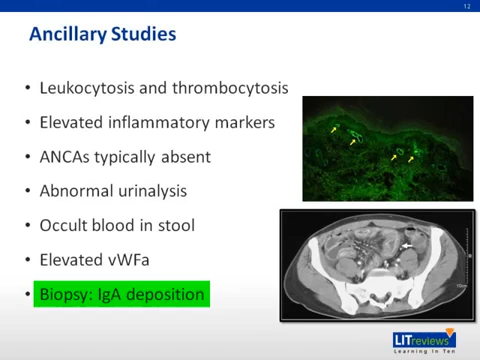 12
Ancillary Studies
• Leukocytosis and thrombocytosis
• Elevated inflammatory markers
• ANCAs typically absent
• Abnormal urinalysis
• Occult blood in stool
• Elevated vWFa
• Biopsy: IgA deposition
LITreviews
Learning In Ten